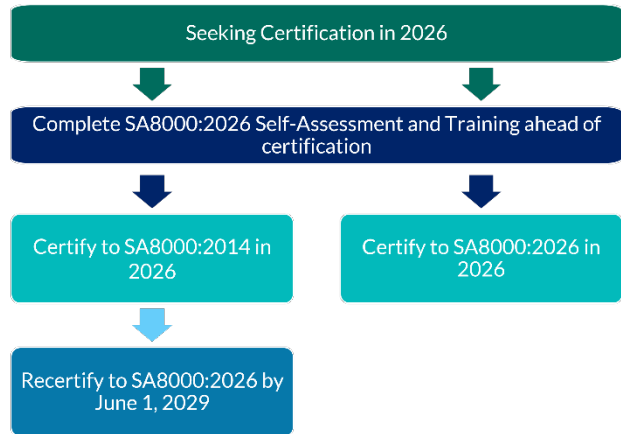 Seeking Certification in 2026
Complete SA8000:2026 Self-Assessment and Training ahead of
certification
Certify to SA8000:2014 in
2026
Certify to SA8000:2026 in
2026
Recertify to SA8000:2026 by
June 1, 2029